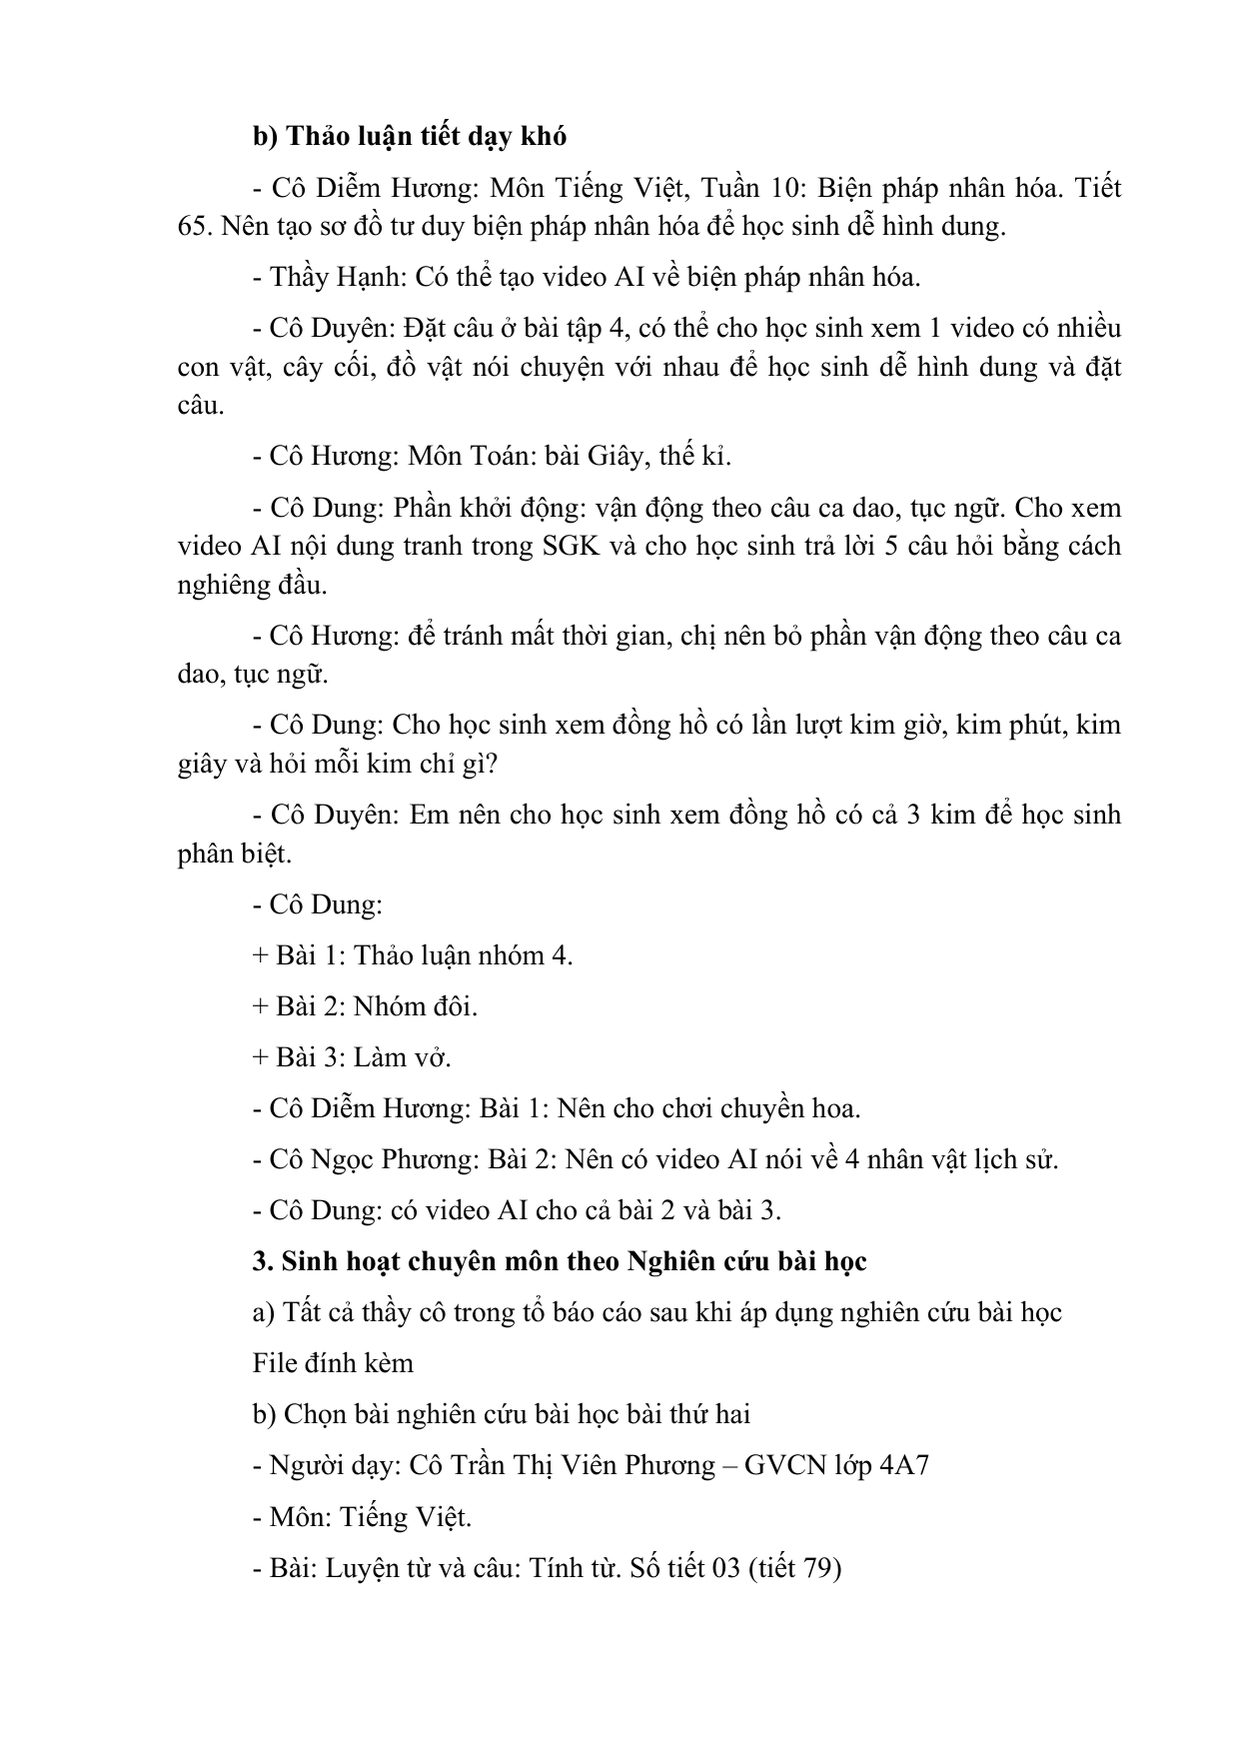 b) Thảo luận tiết dạy khó
- Cô Diễm Hương: Môn Tiếng Việt, Tuần 10: Biện pháp nhân hóa. Tiết
65. Nên tạo sơ đồ tư duy biện pháp nhân hóa để học sinh dễ hình dung.
- Thầy Hạnh: Có thể tạo video AI về biện pháp nhân hóa.
- Cô Duyên: Đặt câu ở bài tập 4, có thể cho học sinh xem 1 video có nhiều
con vật, cây cối, đồ vật nói chuyện với nhau để học sinh dễ hình dung và đặt
câu.
- Cô Hương: Môn Toán: bài Giây, thế kỉ.
- Cô Dung: Phần khởi động: vận động theo câu ca dao, tục ngữ. Cho xem
video AI nội dung tranh trong SGK và cho học sinh trả lời 5 câu hỏi bằng cách
nghiêng đầu.
- Cô Hương: để tránh mất thời gian, chị nên bỏ phần vận động theo câu ca
dao, tục ngữ.
- Cô Dung: Cho học sinh xem đồng hồ có lần lượt kim giờ, kim phút, kim
giây và hỏi mỗi kim chỉ gì?
- Cô Duyên: Em nên cho học sinh xem đồng hồ có cả 3 kim để học sinh
phân biệt.
- Cô Dung:
+ Bài 1: Thảo luận nhóm 4.
+ Bài 2: Nhóm đôi.
+ Bài 3: Làm vở.
- Cô Diễm Hương: Bài 1: Nên cho chơi chuyền hoa.
- Cô Ngọc Phương: Bài 2: Nên có video AI nói về 4 nhân vật lịch sử.
- Cô Dung: có video AI cho cả bài 2 và bài 3.
3. Sinh hoạt chuyên môn theo Nghiên cứu bài học
a) Tất cả thầy cô trong tổ báo cáo sau khi áp dụng nghiên cứu bài học
File đính kèm
b) Chọn bài nghiên cứu bài học bài thứ hai
- Người dạy: Cô Trần Thị Viên Phương – GVCN lớp 4A7
- Môn: Tiếng Việt.
- Bài: Luyện từ và câu: Tính từ. Số tiết 03 (tiết 79)